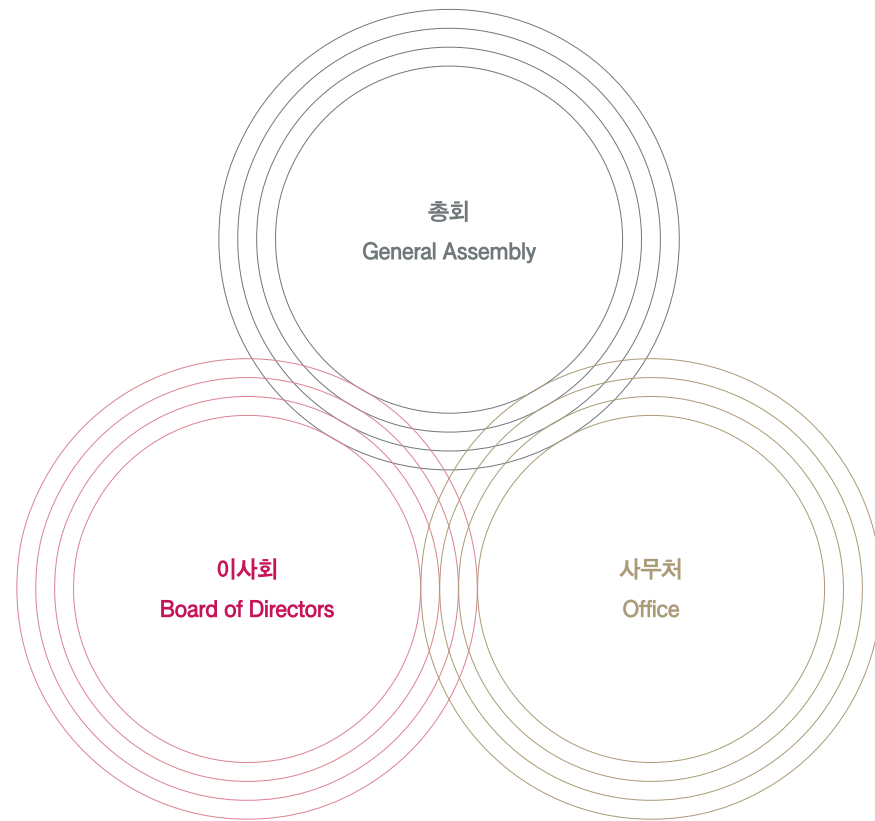 총회
General Assembly
이사회
Board of Directors
사무처
Office